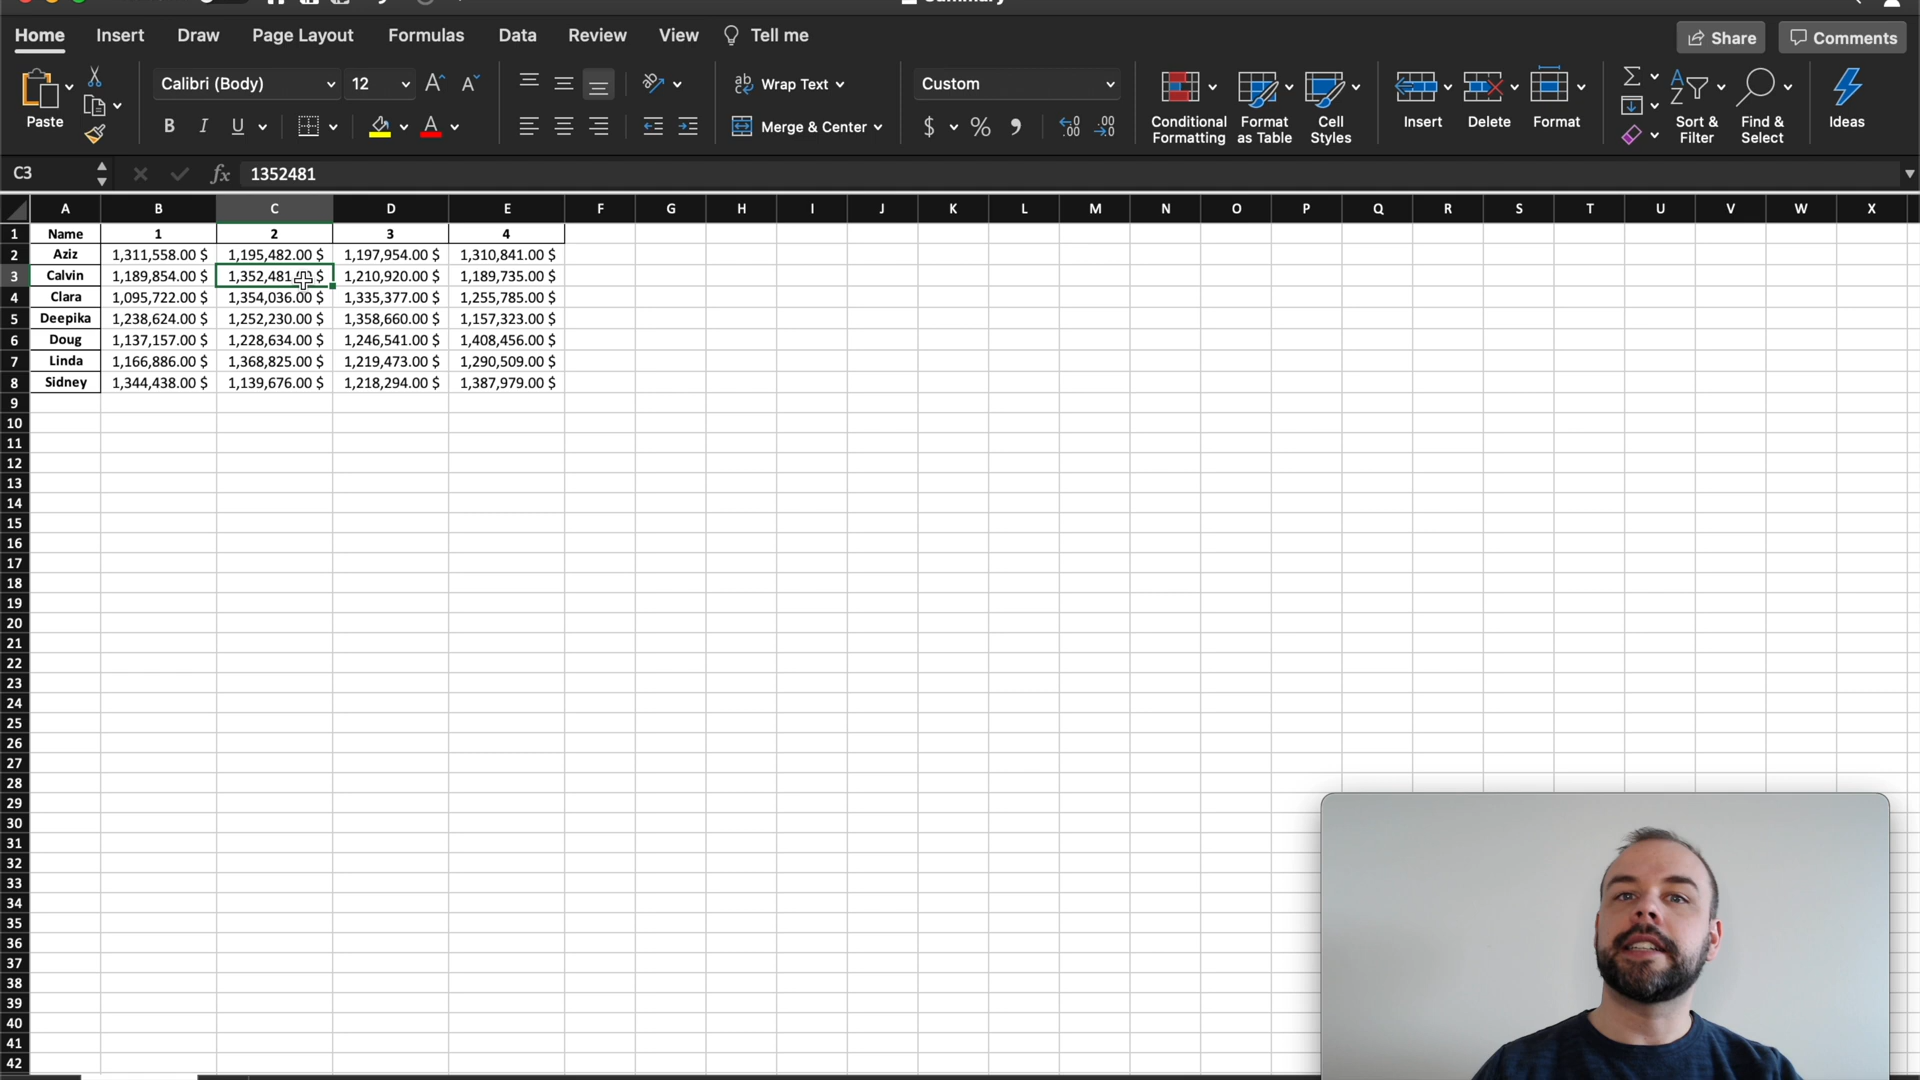 Summary
Home Insert Draw Page Layout Formulas Data Review View Tell me Share Comments
Paste
Calibri (Body) 12 Wrap Text Custom
B I U A Merge & Center $ %
Conditional Formatting
Format as Table
Cell Styles
Insert
Delete
Format
Sort & Filter
Find & Select
Ideas
C3 fx 1352481
A B C D E F G H I J K L M N O P Q R S T U V W X
1 Name 1 2 3 4
2 Aziz 1,311,558.00 $ 1,195,482.00 $ 1,197,954.00 $ 1,310,841.00 $
3 Calvin 1,189,854.00 $ 1,352,481. $ 1,210,920.00 $ 1,189,735.00 $
4 Clara 1,095,722.00 $ 1,354,036.00 $ 1,335,377.00 $ 1,255,785.00 $
5 Deepika 1,238,624.00 $ 1,252,230.00 $ 1,358,660.00 $ 1,157,323.00 $
6 Doug 1,137,157.00 $ 1,228,634.00 $ 1,246,541.00 $ 1,408,456.00 $
7 Linda 1,166,886.00 $ 1,368,825.00 $ 1,219,473.00 $ 1,290,509.00 $
8 Sidney 1,344,438.00 $ 1,139,676.00 $ 1,218,294.00 $ 1,387,979.00 $
9
10
11
12
13
14
15
16
17
18
19
20
21
22
23
24
25
26
27
28
29
30
31
32
33
34
35
36
37
38
39
40
41
42